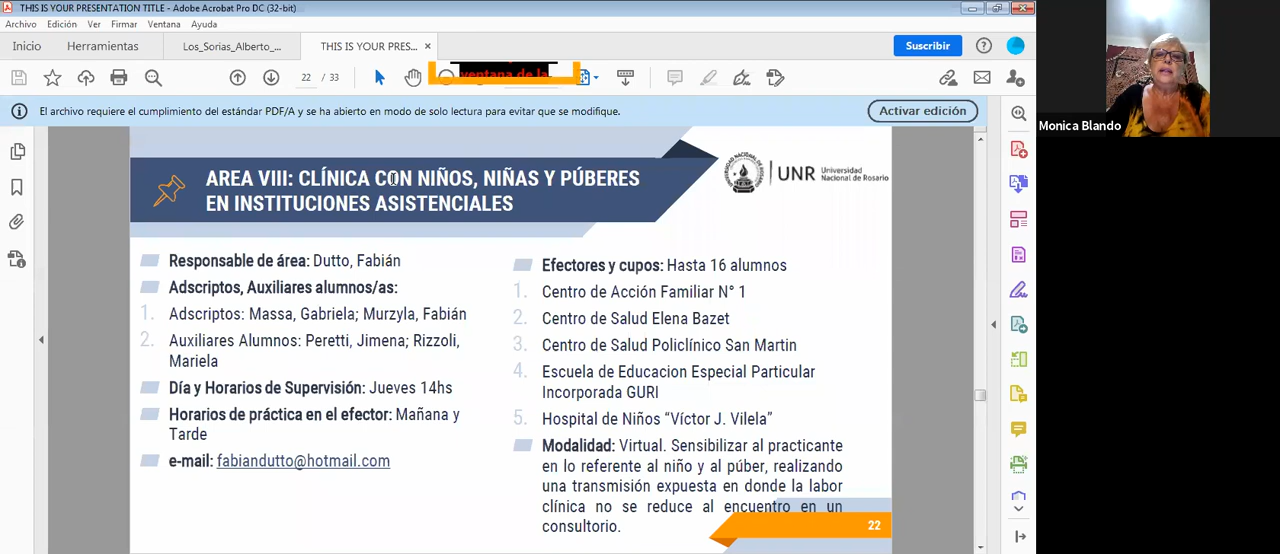 THIS IS YOUR PRESENTATION TITLE - Adobe Acrobat Pro DC (32-bit)
Archivo Edición Ver Firmar Ventana Ayuda
Inicio Herramientas Los_Sorias_Alberto_... THIS IS YOUR PRES... ×
Suscribir
22 / 33
ventana de la
El archivo requiere el cumplimiento del estándar PDF/A y se ha abierto en modo de solo lectura para evitar que se modifique.
Activar edición
Monica Blando
AREA VIII: CLÍNICA CON NIÑOS, NIÑAS Y PÚBERES
EN INSTITUCIONES ASISTENCIALES
UNR
Universidad
Nacional de Rosario
Responsable de área: Dutto, Fabián
Adscriptos, Auxiliares alumnos/as:
1. Adscriptos: Massa, Gabriela; Murzyla, Fabián
2. Auxiliares Alumnos: Peretti, Jimena; Rizzoli,
Mariela
Día y Horarios de Supervisión: Jueves 14hs
Horarios de práctica en el efector: Mañana y
Tarde
e-mail: fabiandutto@hotmail.com
Efectores y cupos: Hasta 16 alumnos
1. Centro de Acción Familiar N° 1
2. Centro de Salud Elena Bazet
3. Centro de Salud Policlínico San Martin
4. Escuela de Educacion Especial Particular
Incorporada GURI
5. Hospital de Niños “Víctor J. Vilela”
Modalidad: Virtual. Sensibilizar al practicante
en lo referente al niño y al púber, realizando
una transmisión expuesta en donde la labor
clínica no se reduce al encuentro en un
consultorio.
22